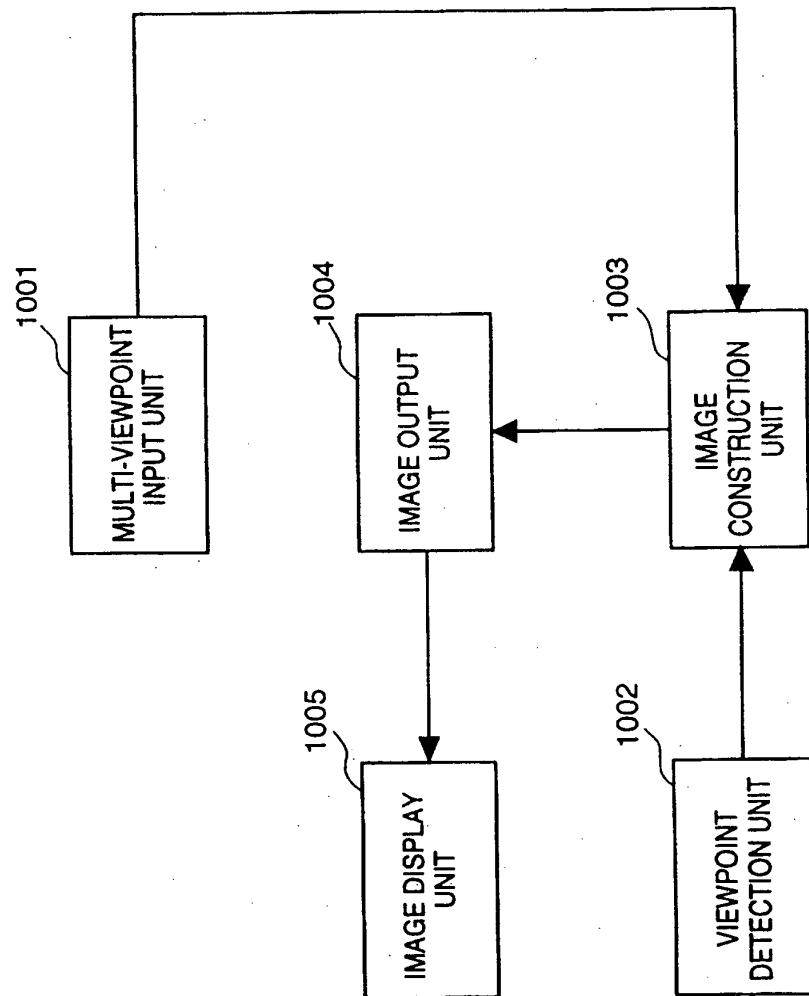 1001
MULTI-VIEWPOINT
INPUT UNIT
1005
IMAGE DISPLAY
UNIT
1004
IMAGE OUTPUT
UNIT
1002
VIEWPOINT
DETECTION UNIT
1003
IMAGE
CONSTRUCTION
UNIT